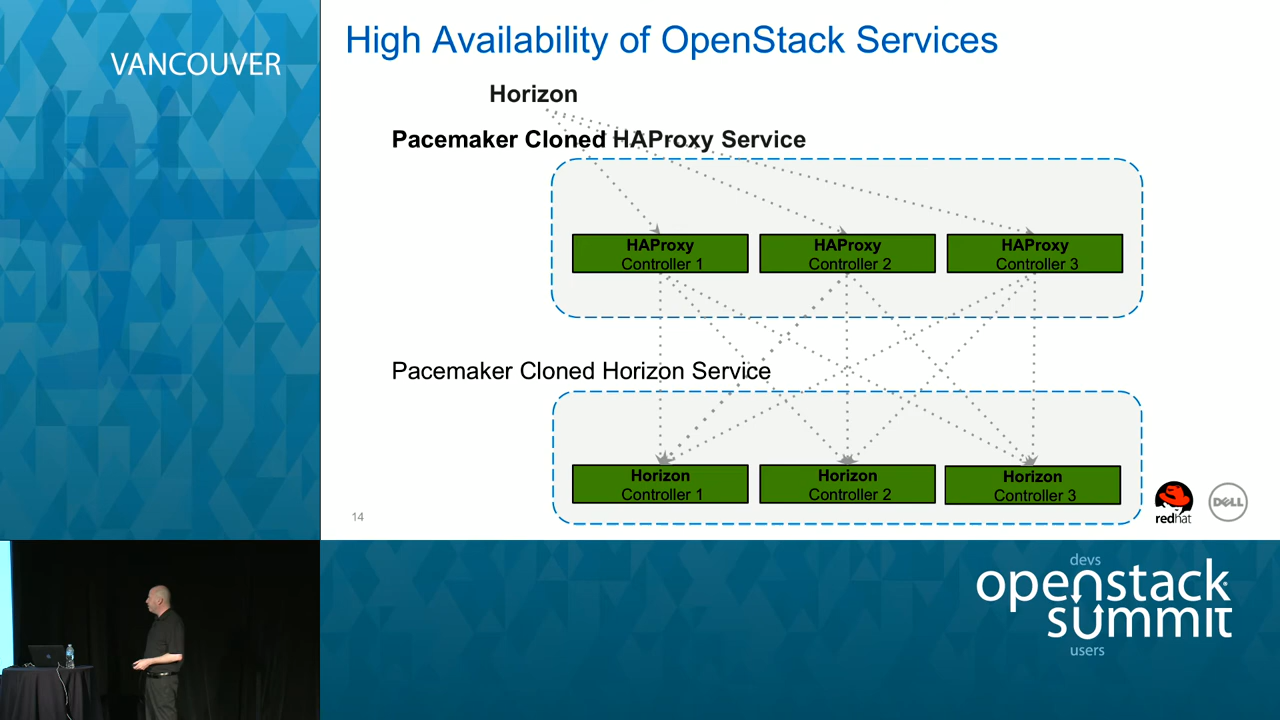 VANCOUVER
High Availability of OpenStack Services
Horizon
Pacemaker Cloned HAProxy Service
HAProxy
Controller 1
HAProxy
Controller 2
HAProxy
Controller 3
Pacemaker Cloned Horizon Service
Horizon
Controller 1
Horizon
Controller 2
Horizon
Controller 3
redhat
DELL
14
devs
openstack
summit
users